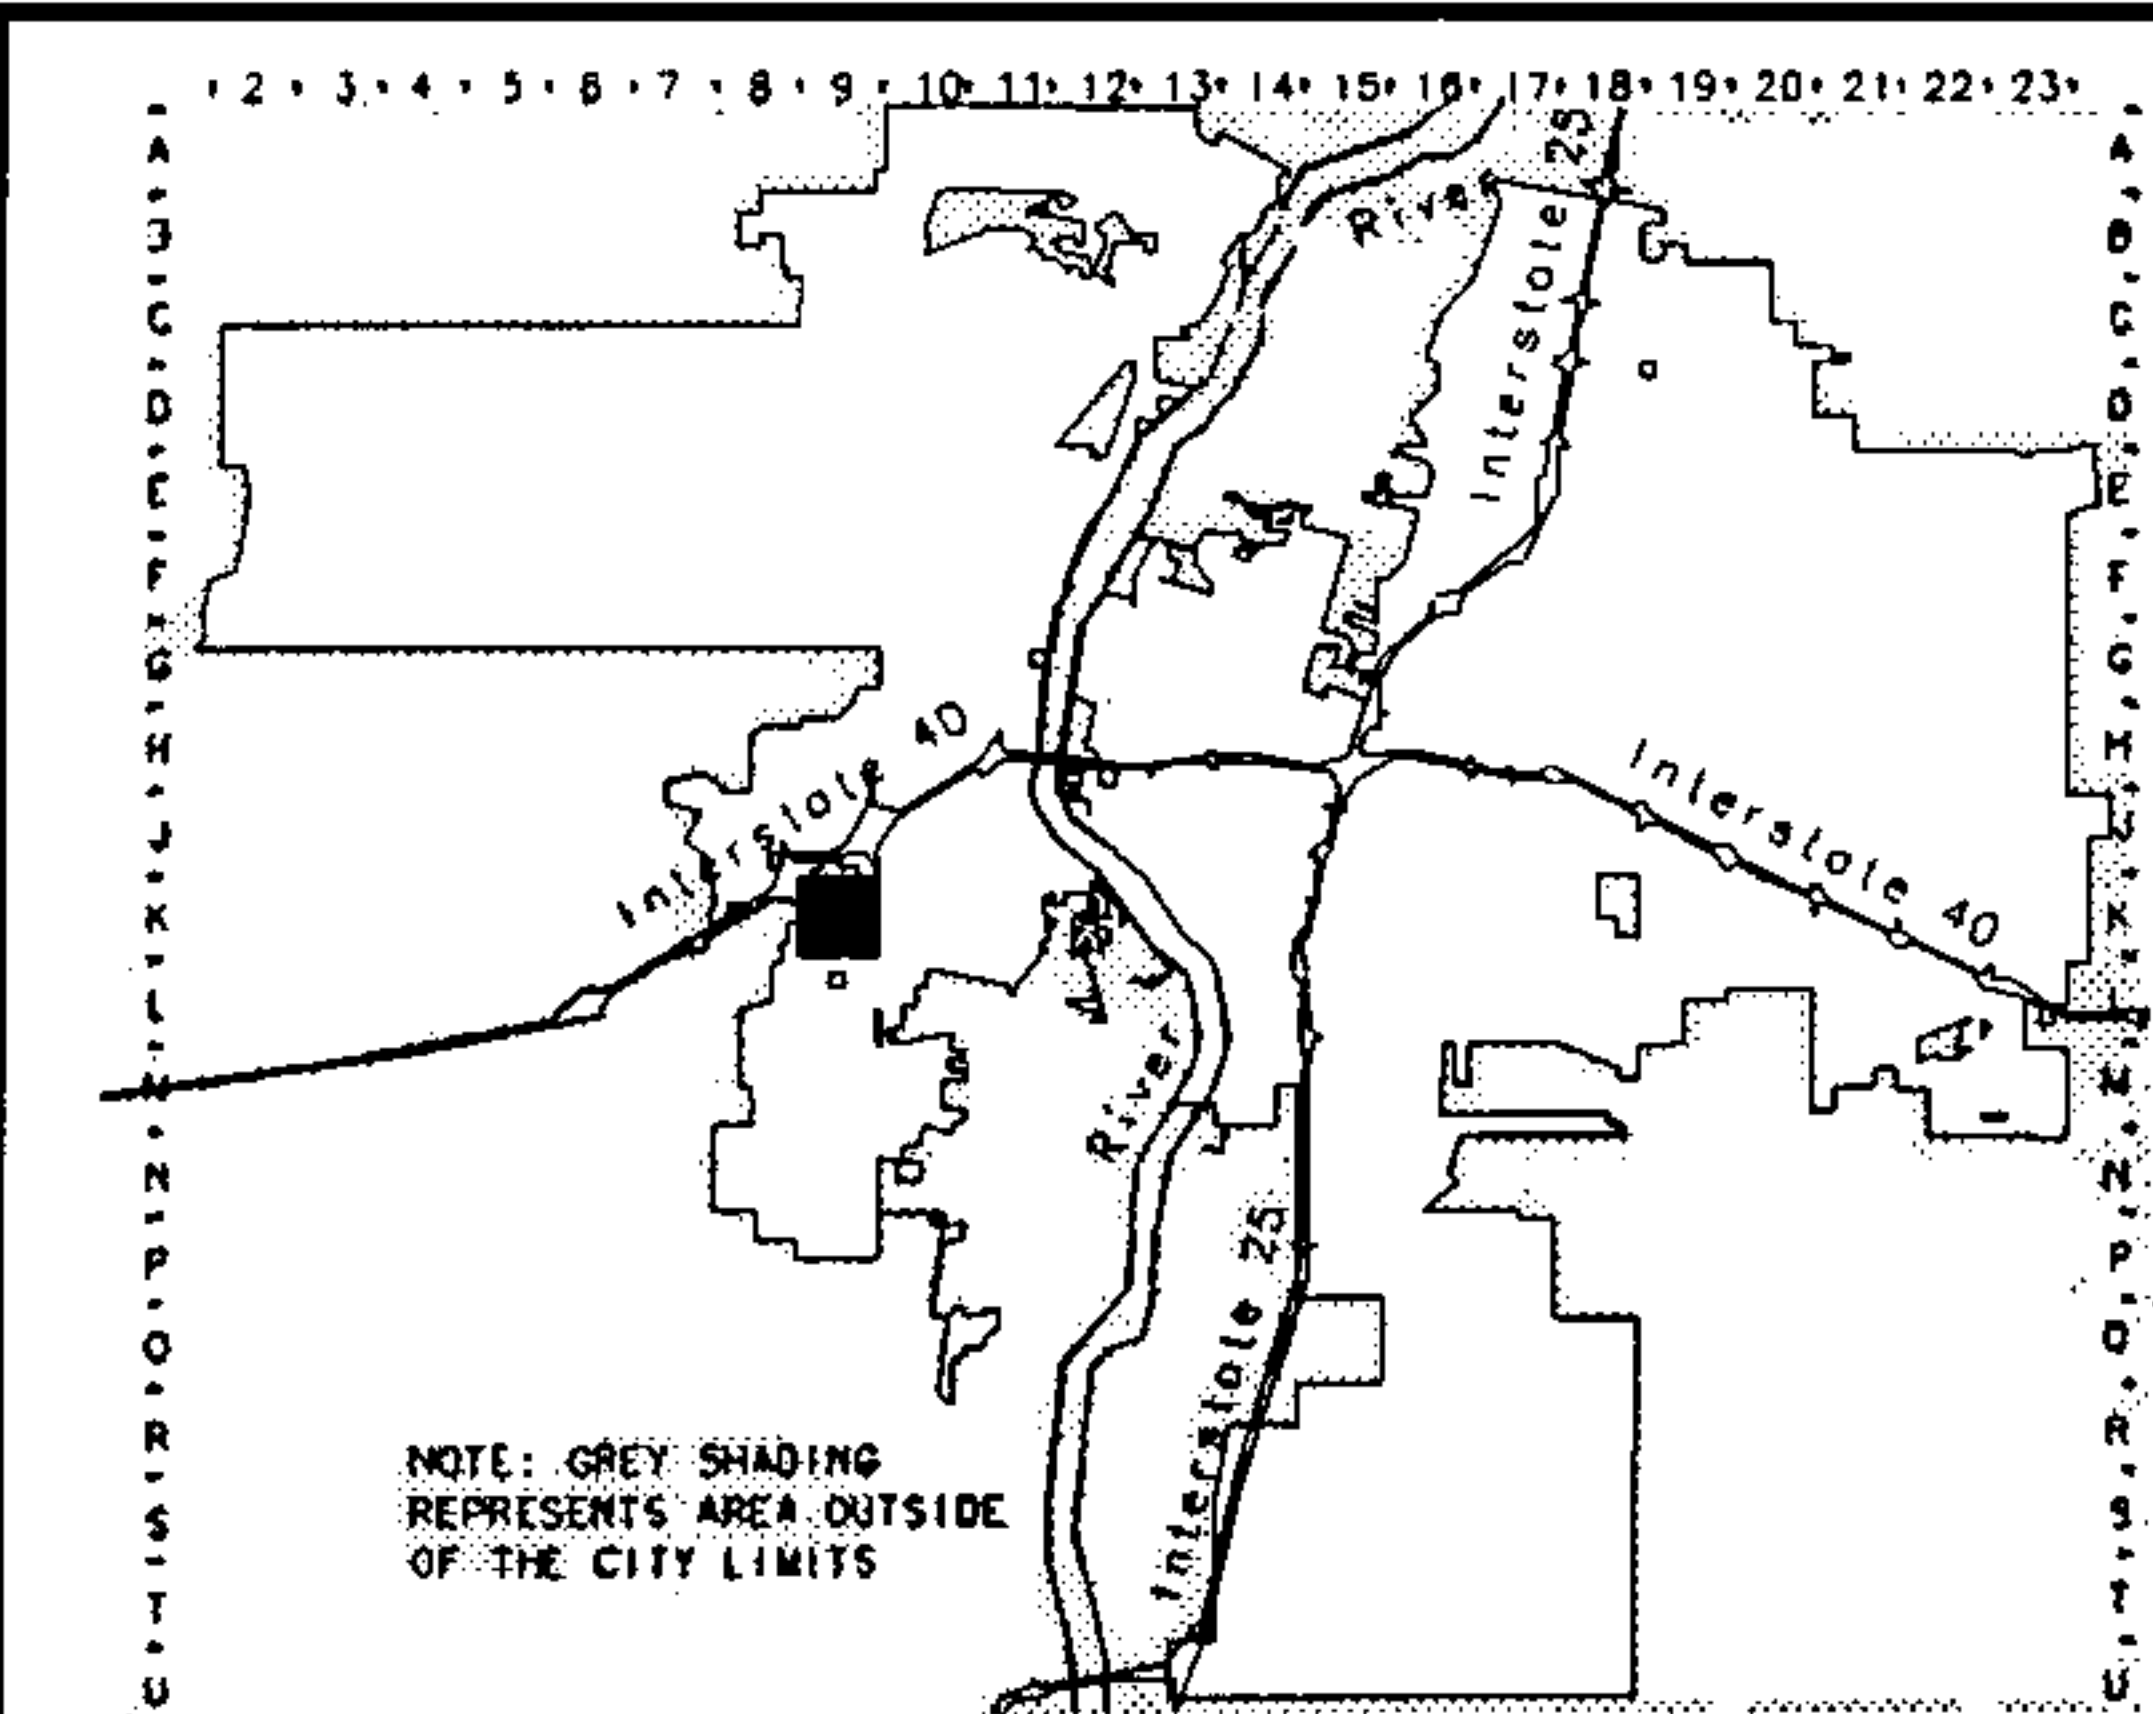 2 3 4 5 6 7 8 9 10 11 12 13 14 15 16 17 18 19 20 21 22 23
A
B
C
D
E
F
G
H
J
K
L
M
N
P
Q
R
S
T
U
A
B
C
D
E
F
G
H
J
K
L
M
N
P
Q
R
S
T
U
Interstate 25
River
Interstate 40
Interstate 40
River
Interstate 25
NOTE: GREY SHADING
REPRESENTS AREA OUTSIDE
OF THE CITY LIMITS